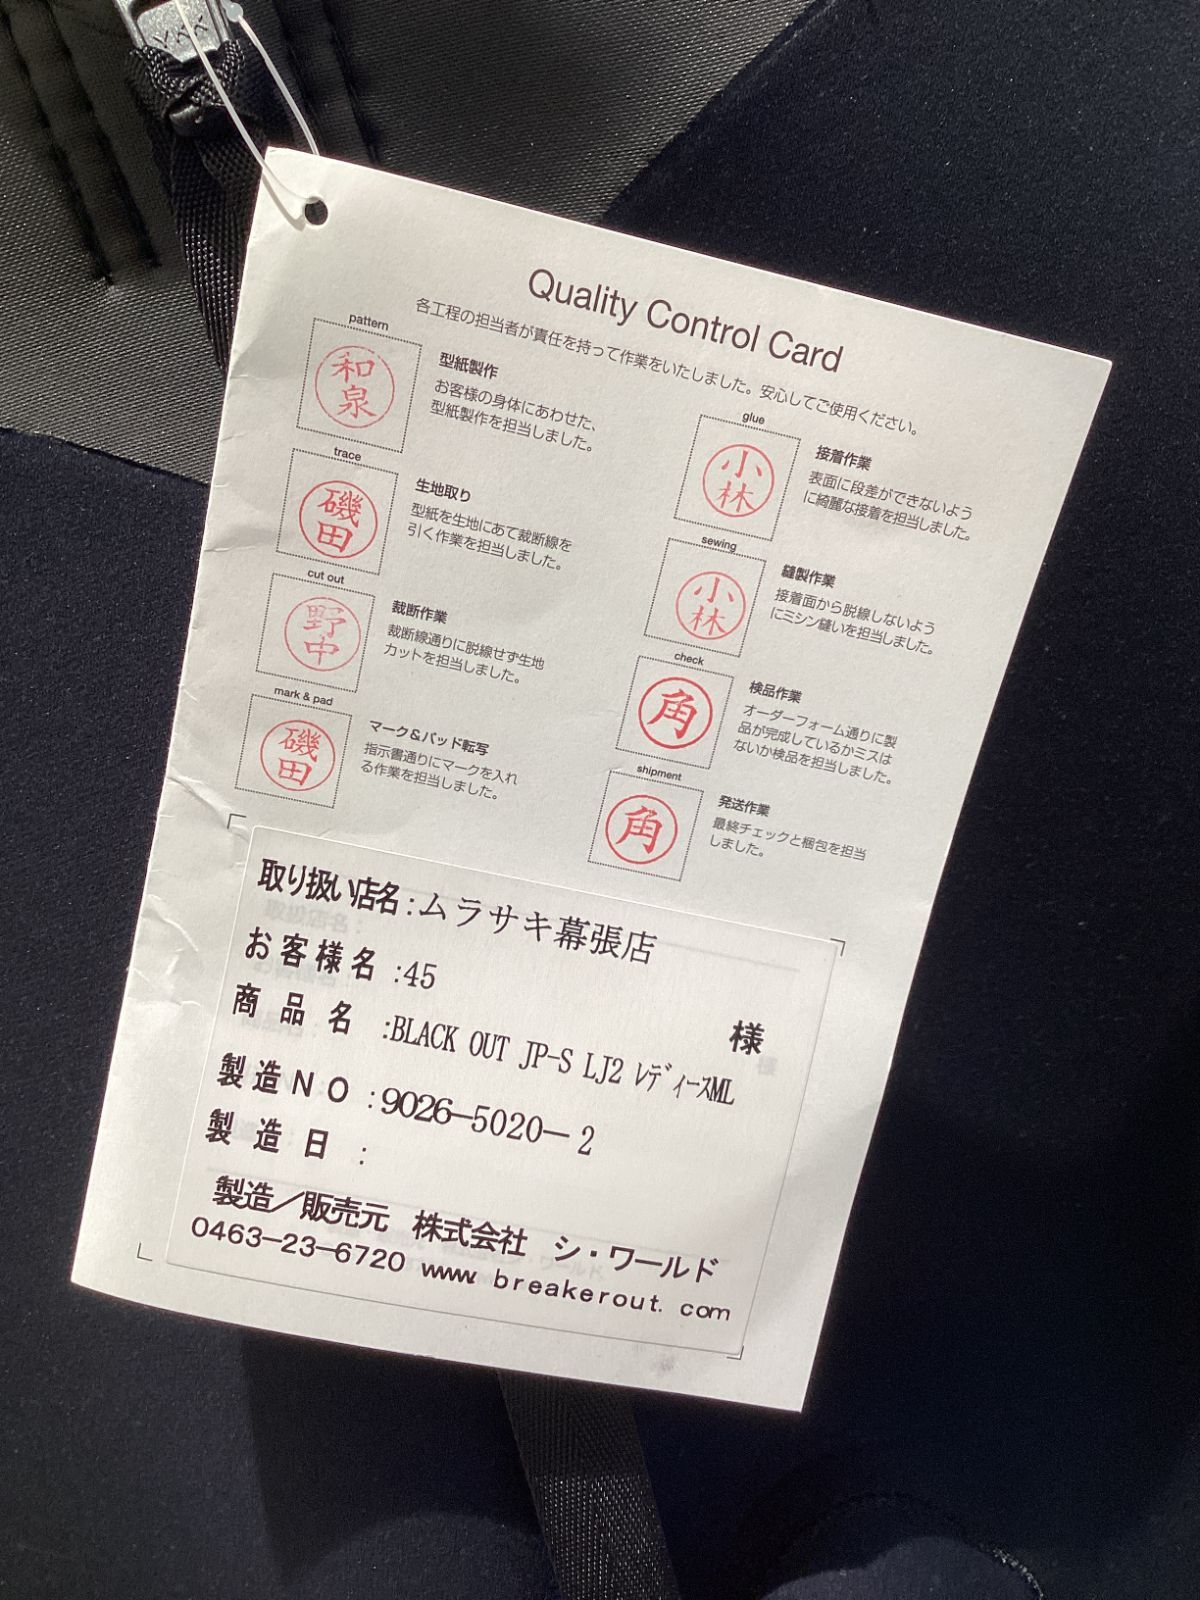 YKK
Quality Control Card
各工程の担当者が責任を持って作業をいたしました。安心してご使用ください。
pattern
和泉
型紙製作
お客様の身体にあわせた、
型紙製作を担当しました。
trace
磯田
生地取り
型紙を生地にあて裁断線を
引く作業を担当しました。
cut out
野中
裁断作業
裁断線通りに脱線せず生地
カットを担当しました。
mark & pad
磯田
マーク＆パッド転写
指示書通りにマークを入れ
る作業を担当しました。
glue
小林
接着作業
表面に段差ができないよう
に綺麗な接着を担当しました。
sewing
小林
縫製作業
接着面から脱線しないよう
にミシン縫いを担当しました。
check
角
検品作業
オーダーフォーム通りに製
品が完成しているかミスは
ないか検品を担当しました。
shipment
角
発送作業
最終チェックと梱包を担当
しました。
取り扱い店名：ムラサキ幕張店
お客様名：45 様
商品名：BLACK OUT JP-S LJ2 ﾚﾃﾞｨｰｽML
製造NO：9026-5020-2
製造日：
製造／販売元　株式会社　シ・ワールド
0463-23-6720 www.breakerout.com